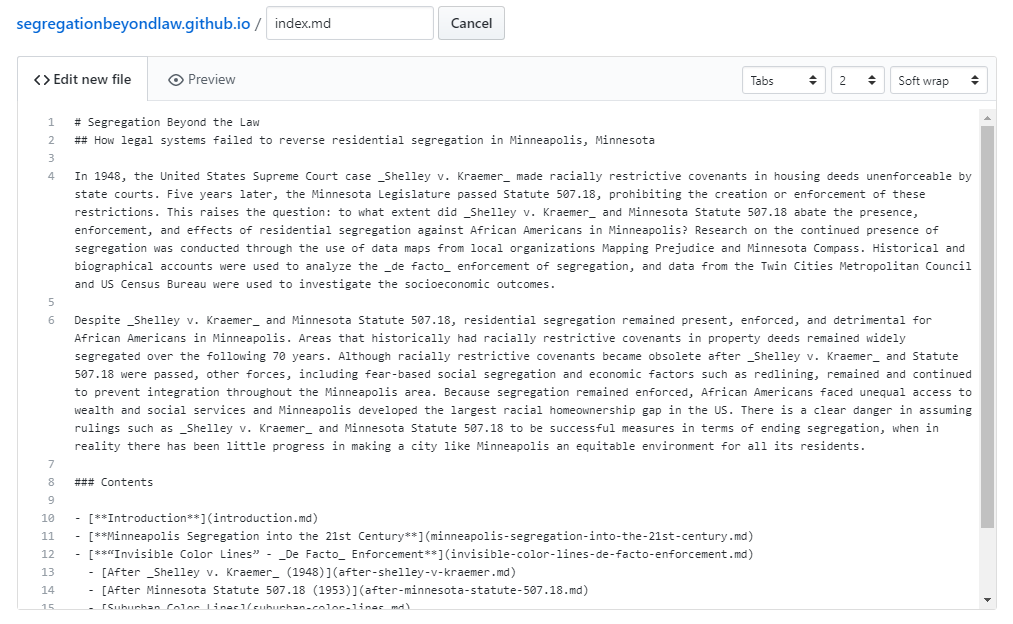 segregationbeyondlaw.github.io / index.md Cancel
Edit new file Preview Tabs 2 Soft wrap
1 # Segregation Beyond the Law
2 ## How legal systems failed to reverse residential segregation in Minneapolis, Minnesota
3
4 In 1948, the United States Supreme Court case _Shelley v. Kraemer_ made racially restrictive covenants in housing deeds unenforceable by
state courts. Five years later, the Minnesota Legislature passed Statute 507.18, prohibiting the creation or enforcement of these
restrictions. This raises the question: to what extent did _Shelley v. Kraemer_ and Minnesota Statute 507.18 abate the presence,
enforcement, and effects of residential segregation against African Americans in Minneapolis? Research on the continued presence of
segregation was conducted through the use of data maps from local organizations Mapping Prejudice and Minnesota Compass. Historical and
biographical accounts were used to analyze the _de facto_ enforcement of segregation, and data from the Twin Cities Metropolitan Council
and US Census Bureau were used to investigate the socioeconomic outcomes.
5
6 Despite _Shelley v. Kraemer_ and Minnesota Statute 507.18, residential segregation remained present, enforced, and detrimental for
African Americans in Minneapolis. Areas that historically had racially restrictive covenants in property deeds remained widely
segregated over the following 70 years. Although racially restrictive covenants became obsolete after _Shelley v. Kraemer_ and Statute
507.18 were passed, other forces, including fear-based social segregation and economic factors such as redlining, remained and continued
to prevent integration throughout the Minneapolis area. Because segregation remained enforced, African Americans faced unequal access to
wealth and social services and Minneapolis developed the largest racial homeownership gap in the US. There is a clear danger in assuming
rulings such as _Shelley v. Kraemer_ and Minnesota Statute 507.18 to be successful measures in terms of ending segregation, when in
reality there has been little progress in making a city like Minneapolis an equitable environment for all its residents.
7
8 ### Contents
9
10 - [**Introduction**](introduction.md)
11 - [**Minneapolis Segregation into the 21st Century**](minneapolis-segregation-into-the-21st-century.md)
12 - [**“Invisible Color Lines” - _De Facto_ Enforcement**](invisible-color-lines-de-facto-enforcement.md)
13 - [After _Shelley v. Kraemer_ (1948)](after-shelley-v-kraemer.md)
14 - [After Minnesota Statute 507.18 (1953)](after-minnesota-statute-507.18.md)
15 - [Suburban Color Lines](suburban-color-lines.md)